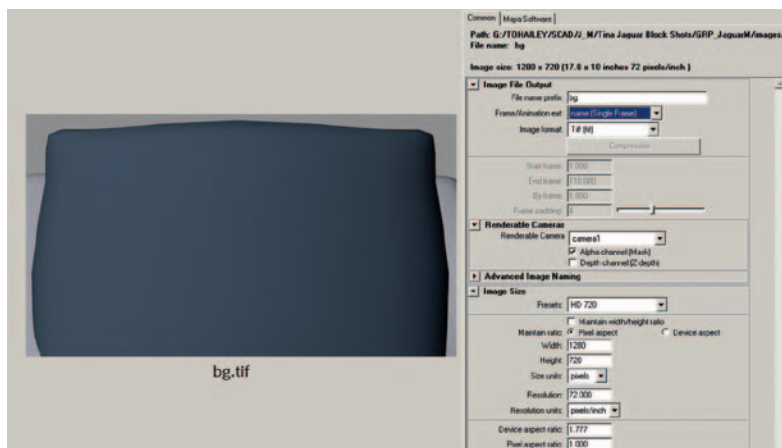 bg.tif
Common Maya Software
Path: G:/TOHAILEY/SCAD/J_M/Tina Jaguar Block Shots/GRP_JaguarM/images.
File name: bg
Image size: 1280 x 720 (17.8 x 10 inches 72 pixels/inch )
Image File Output
File name prefix: bg
Frame/Animation ext: name (Single Frame)
Image format: Tiff (tif)
Compression...
Start frame: 1.000
End frame: 110.000
By frame: 1.000
Frame padding:
Renderable Cameras
Renderable Camera camera1
Alpha channel (Mask)
Depth channel (Z depth)
Advanced Image Naming
Image Size
Presets: HD 720
Maintain width/height ratio
Maintain ratio: Pixel aspect Device aspect
Width: 1280
Height: 720
Size units: pixels
Resolution: 72.000
Resolution units: pixels/inch
Device aspect ratio: 1.777
Pixel aspect ratio: 1.000